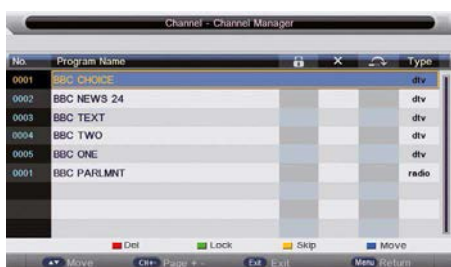 Channel - Channel Manager
No. Program Name Type
0001 BBC CHOICE dtv
0002 BBC NEWS 24 dtv
0003 BBC TEXT dtv
0004 BBC TWO dtv
0005 BBC ONE dtv
0001 BBC PARLMNT radio
Del Lock Skip Move
Move CH+- Page + - Exit Exit Menu Return